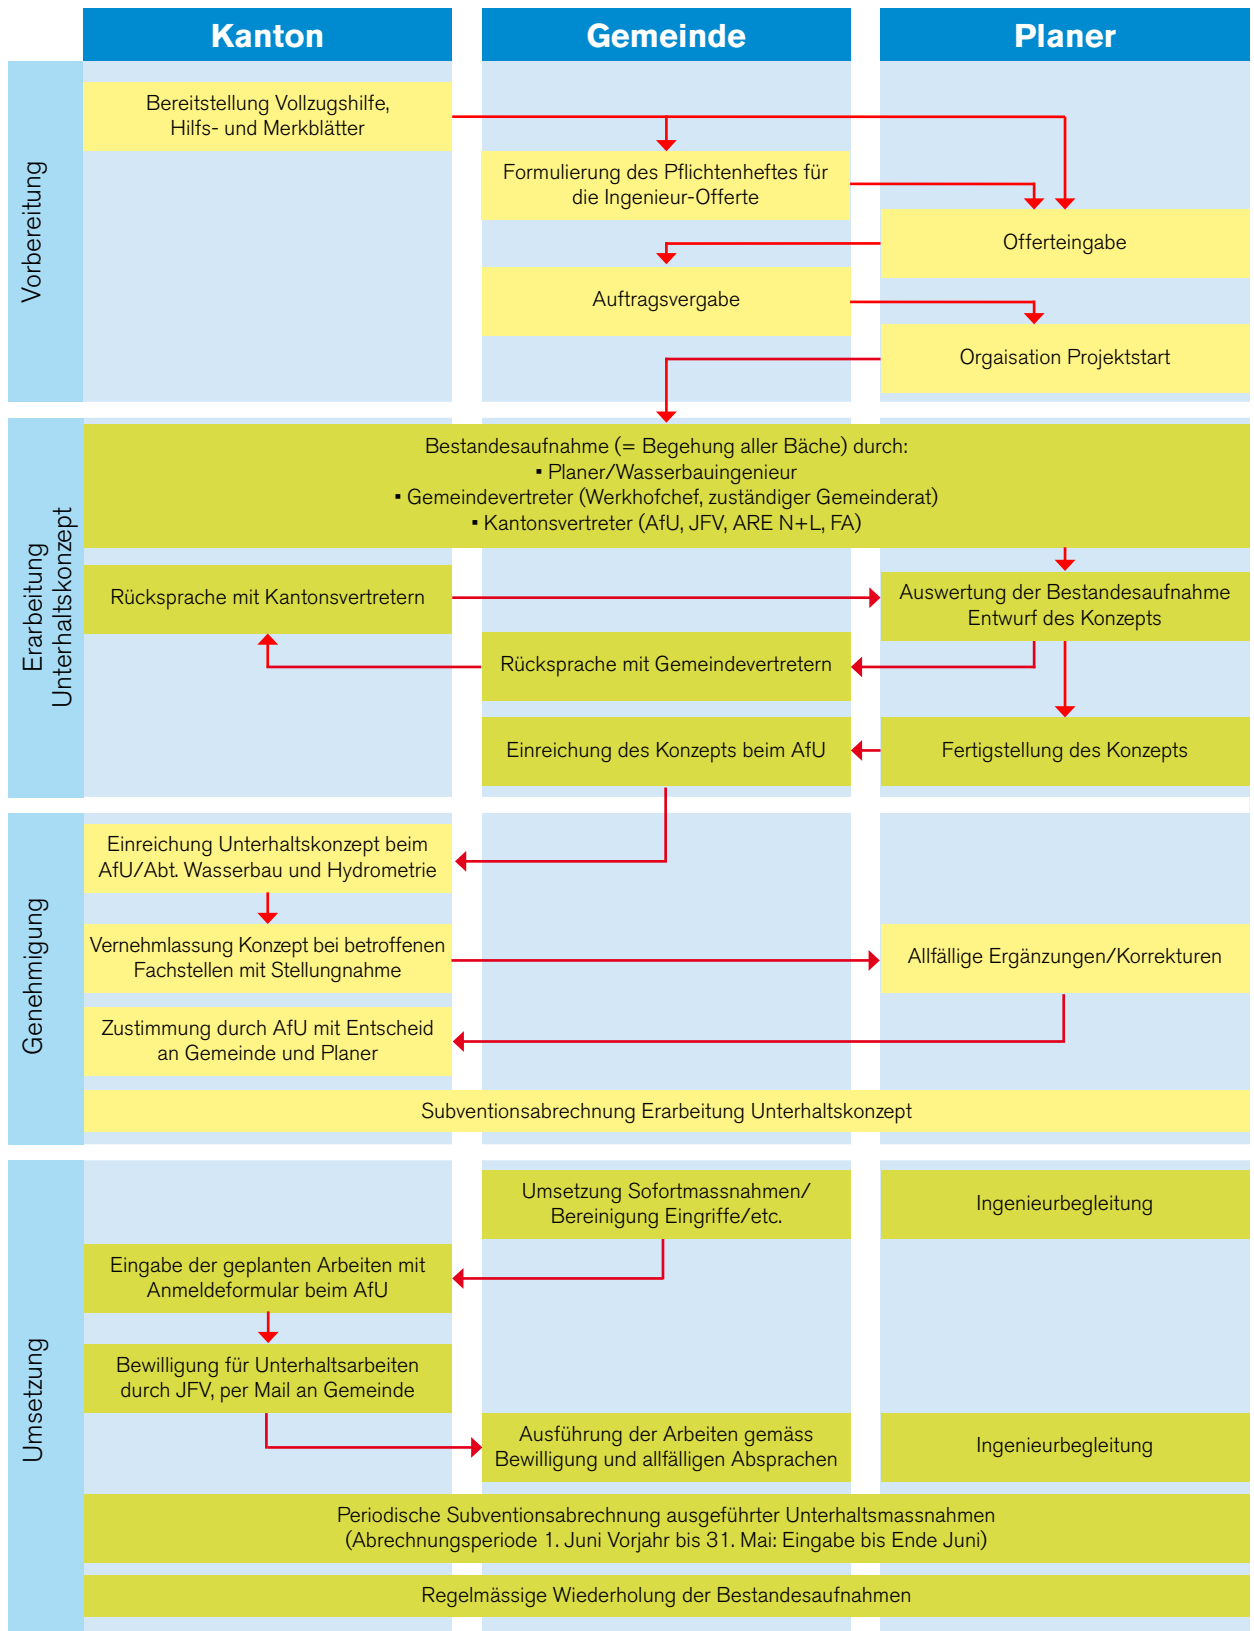 Kanton
Gemeinde
Planer
Vorbereitung
Bereitstellung Vollzugshilfe,
Hilfs- und Merkblätter
Formulierung des Pflichtenheftes für
die Ingenieur-Offerte
Offerteingabe
Auftragsvergabe
Orgaisation Projektstart
Erarbeitung
Unterhaltskonzept
Bestandesaufnahme (= Begehung aller Bäche) durch:
▪ Planer/Wasserbauingenieur
▪ Gemeindevertreter (Werkhofchef, zuständiger Gemeinderat)
▪ Kantonsvertreter (AfU, JFV, ARE N+L, FA)
Rücksprache mit Kantonsvertretern
Auswertung der Bestandesaufnahme
Entwurf des Konzepts
Rücksprache mit Gemeindevertretern
Einreichung des Konzepts beim AfU
Fertigstellung des Konzepts
Genehmigung
Einreichung Unterhaltskonzept beim
AfU/Abt. Wasserbau und Hydrometrie
Vernehmlassung Konzept bei betroffenen
Fachstellen mit Stellungnahme
Allfällige Ergänzungen/Korrekturen
Zustimmung durch AfU mit Entscheid
an Gemeinde und Planer
Subventionsabrechnung Erarbeitung Unterhaltskonzept
Umsetzung
Umsetzung Sofortmassnahmen/
Bereinigung Eingriffe/etc.
Ingenieurbegleitung
Eingabe der geplanten Arbeiten mit
Anmeldeformular beim AfU
Bewilligung für Unterhaltsarbeiten
durch JFV, per Mail an Gemeinde
Ausführung der Arbeiten gemäss
Bewilligung und allfälligen Absprachen
Ingenieurbegleitung
Periodische Subventionsabrechnung ausgeführter Unterhaltsmassnahmen
(Abrechnungsperiode 1. Juni Vorjahr bis 31. Mai: Eingabe bis Ende Juni)
Regelmässige Wiederholung der Bestandesaufnahmen